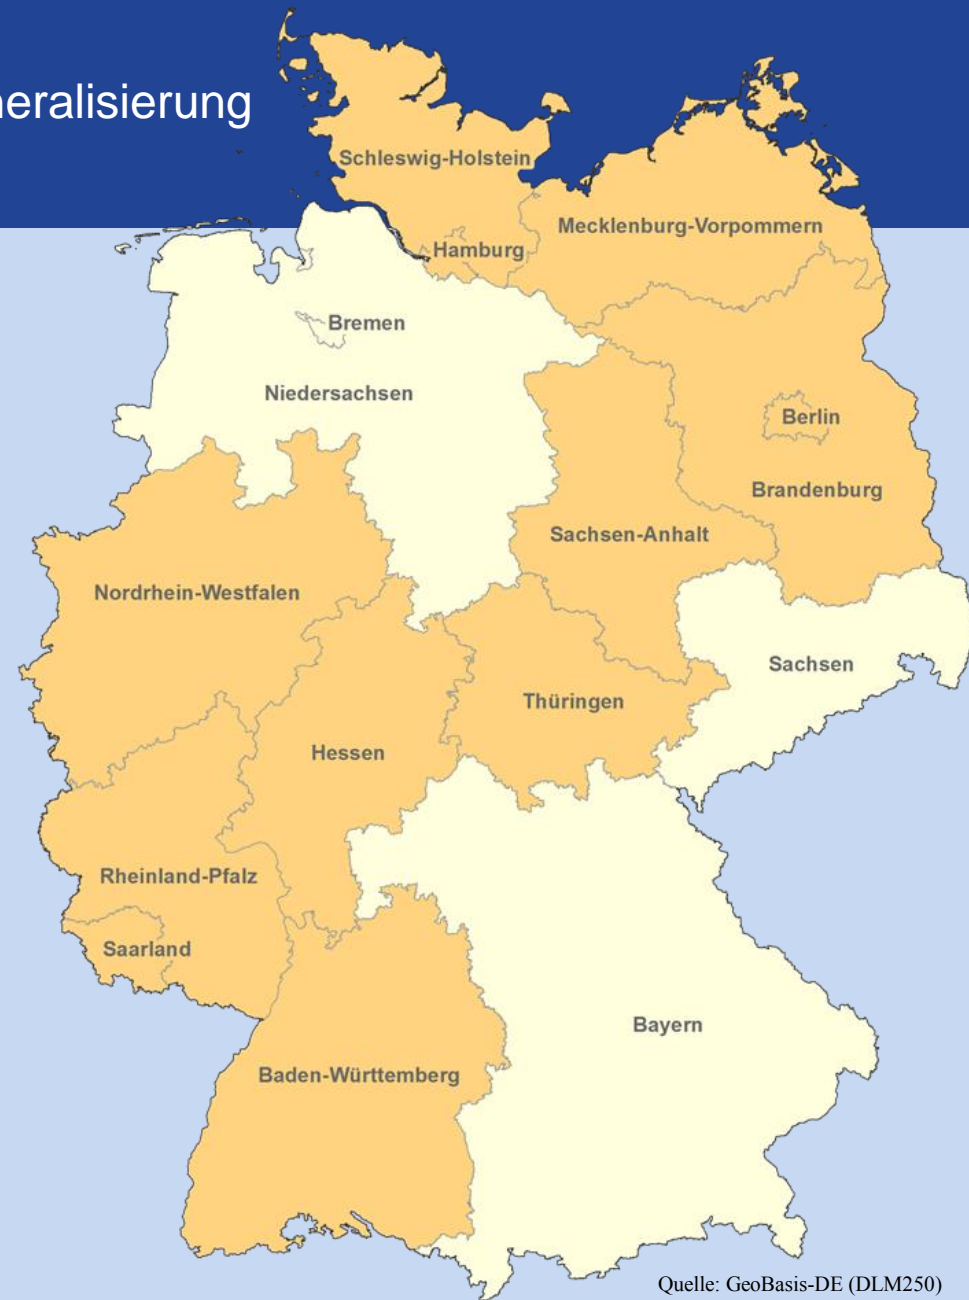 neralisierung
Schleswig-Holstein
Mecklenburg-Vorpommern
Hamburg
Bremen
Niedersachsen
Berlin
Brandenburg
Sachsen-Anhalt
Nordrhein-Westfalen
Sachsen
Thüringen
Hessen
Rheinland-Pfalz
Saarland
Bayern
Baden-Württemberg
Quelle: GeoBasis-DE (DLM250)